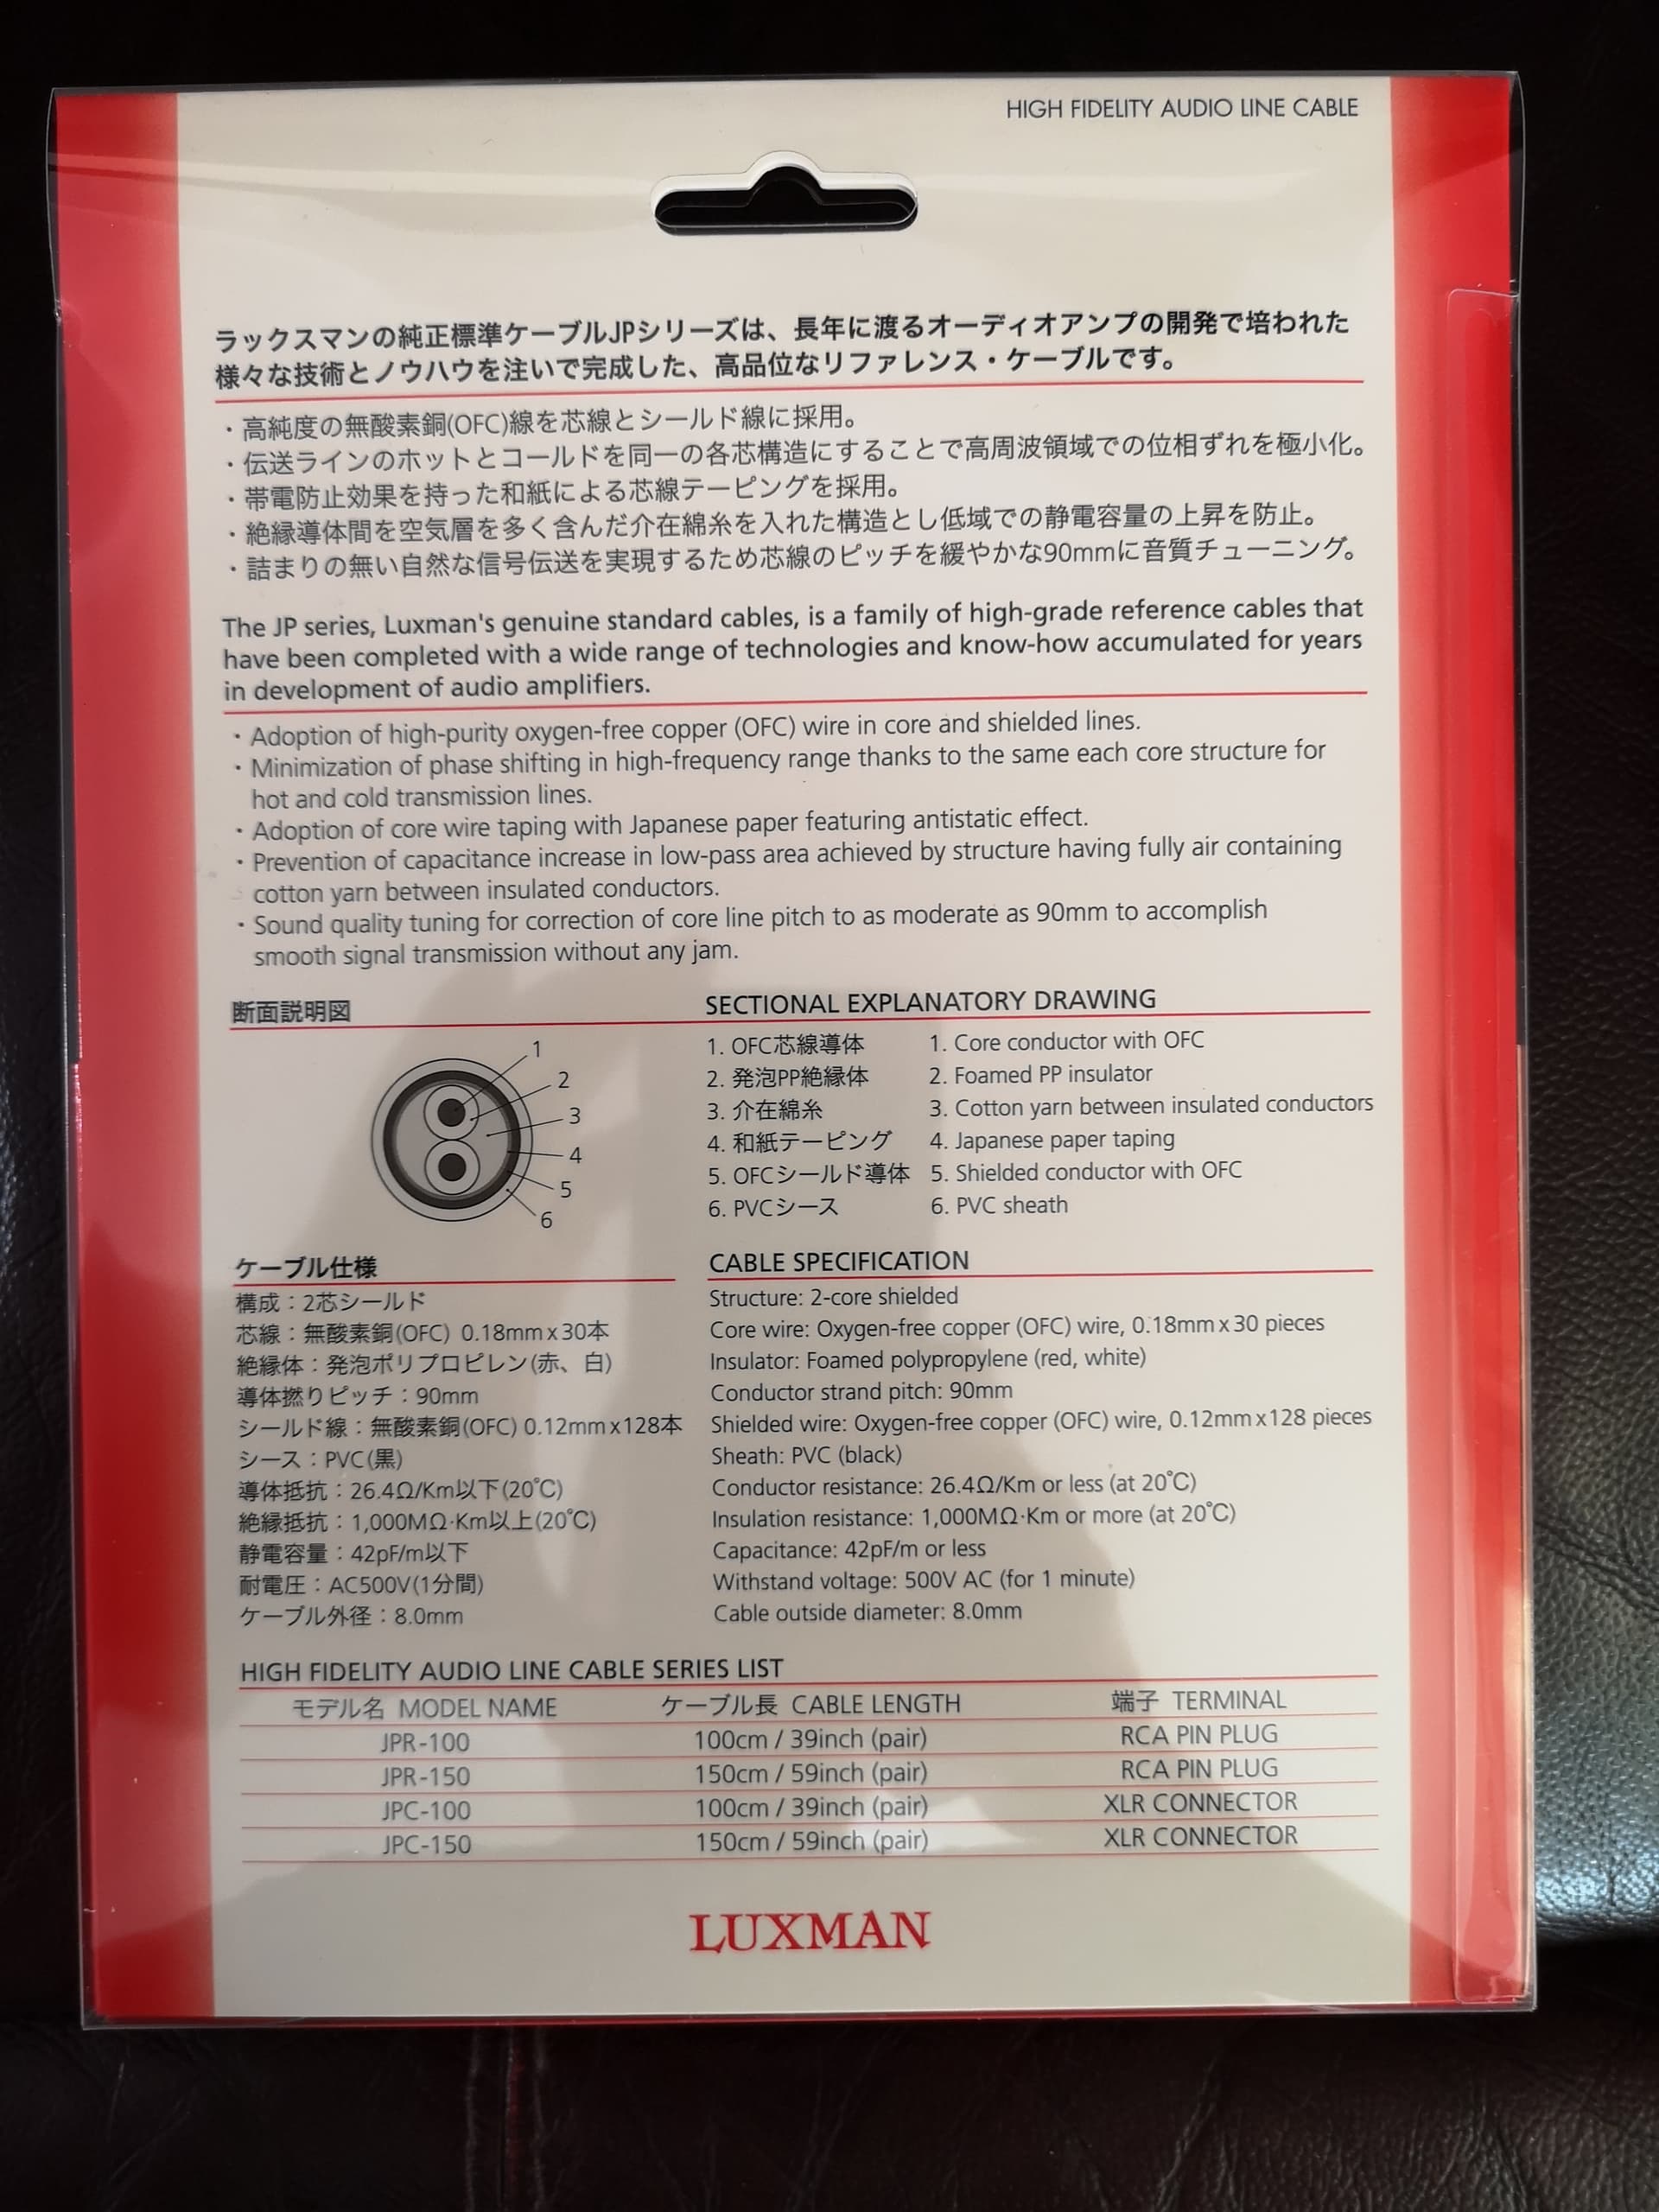 HIGH FIDELITY AUDIO LINE CABLE
ラックスマンの純正標準ケーブルJPシリーズは、長年に渡るオーディオアンプの開発で培われた
様々な技術とノウハウを注いで完成した、高品位なリファレンス・ケーブルです。
・高純度の無酸素銅(OFC)線を芯線とシールド線に採用。
・伝送ラインのホットとコールドを同一の各芯構造にすることで高周波領域での位相ずれを極小化。
・帯電防止効果を持った和紙による芯線テーピングを採用。
・絶縁導体間を空気層を多く含んだ介在綿糸を入れた構造とし低域での静電容量の上昇を防止。
・詰まりの無い自然な信号伝送を実現するため芯線のピッチを緩やかな90mmに音質チューニング。
The JP series, Luxman's genuine standard cables, is a family of high-grade reference cables that
have been completed with a wide range of technologies and know-how accumulated for years
in development of audio amplifiers.
・Adoption of high-purity oxygen-free copper (OFC) wire in core and shielded lines.
・Minimization of phase shifting in high-frequency range thanks to the same each core structure for
hot and cold transmission lines.
・Adoption of core wire taping with Japanese paper featuring antistatic effect.
・Prevention of capacitance increase in low-pass area achieved by structure having fully air containing
cotton yarn between insulated conductors.
・Sound quality tuning for correction of core line pitch to as moderate as 90mm to accomplish
smooth signal transmission without any jam.
断面説明図
1
2
3
4
5
6
SECTIONAL EXPLANATORY DRAWING
1. OFC芯線導体 1. Core conductor with OFC
2. 発泡PP絶縁体 2. Foamed PP insulator
3. 介在綿糸 3. Cotton yarn between insulated conductors
4. 和紙テーピング 4. Japanese paper taping
5. OFCシールド導体 5. Shielded conductor with OFC
6. PVCシース 6. PVC sheath
ケーブル仕様
構成：2芯シールド
芯線：無酸素銅(OFC) 0.18mm x 30本
絶縁体：発泡ポリプロピレン(赤、白)
導体撚りピッチ：90mm
シールド線：無酸素銅(OFC) 0.12mm x128本
シース：PVC(黒)
導体抵抗：26.4Ω/Km以下(20℃)
絶縁抵抗：1,000MΩ·Km以上(20℃)
静電容量：42pF/m以下
耐電圧：AC500V(1分間)
ケーブル外径：8.0mm
CABLE SPECIFICATION
Structure: 2-core shielded
Core wire: Oxygen-free copper (OFC) wire, 0.18mm x 30 pieces
Insulator: Foamed polypropylene (red, white)
Conductor strand pitch: 90mm
Shielded wire: Oxygen-free copper (OFC) wire, 0.12mm x128 pieces
Sheath: PVC (black)
Conductor resistance: 26.4Ω/Km or less (at 20℃)
Insulation resistance: 1,000MΩ·Km or more (at 20℃)
Capacitance: 42pF/m or less
Withstand voltage: 500V AC (for 1 minute)
Cable outside diameter: 8.0mm
HIGH FIDELITY AUDIO LINE CABLE SERIES LIST
モデル名 MODEL NAME ケーブル長 CABLE LENGTH 端子 TERMINAL
JPR-100 100cm / 39inch (pair) RCA PIN PLUG
JPR-150 150cm / 59inch (pair) RCA PIN PLUG
JPC-100 100cm / 39inch (pair) XLR CONNECTOR
JPC-150 150cm / 59inch (pair) XLR CONNECTOR
LUXMAN